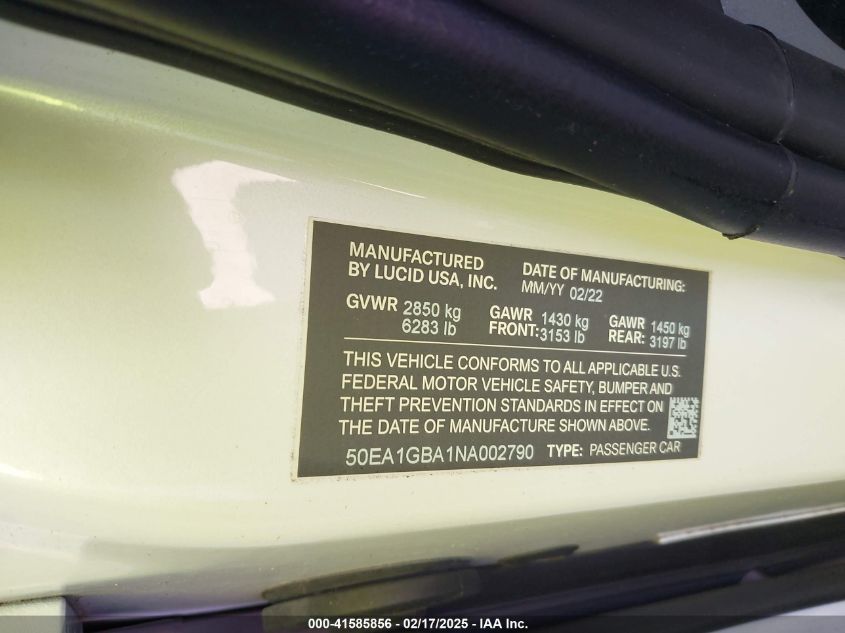 MANUFACTURED
BY LUCID USA, INC.
DATE OF MANUFACTURING:
MM/YY 02/22
GVWR 2850 kg
6283 lb
GAWR 1430 kg
FRONT: 3153 lb
GAWR 1450 kg
REAR: 3197 lb
THIS VEHICLE CONFORMS TO ALL APPLICABLE U.S.
FEDERAL MOTOR VEHICLE SAFETY, BUMPER AND
THEFT PREVENTION STANDARDS IN EFFECT ON
THE DATE OF MANUFACTURE SHOWN ABOVE.
50EA1GBA1NA002790 TYPE: PASSENGER CAR
000-41585856 - 02/17/2025 - IAA Inc.